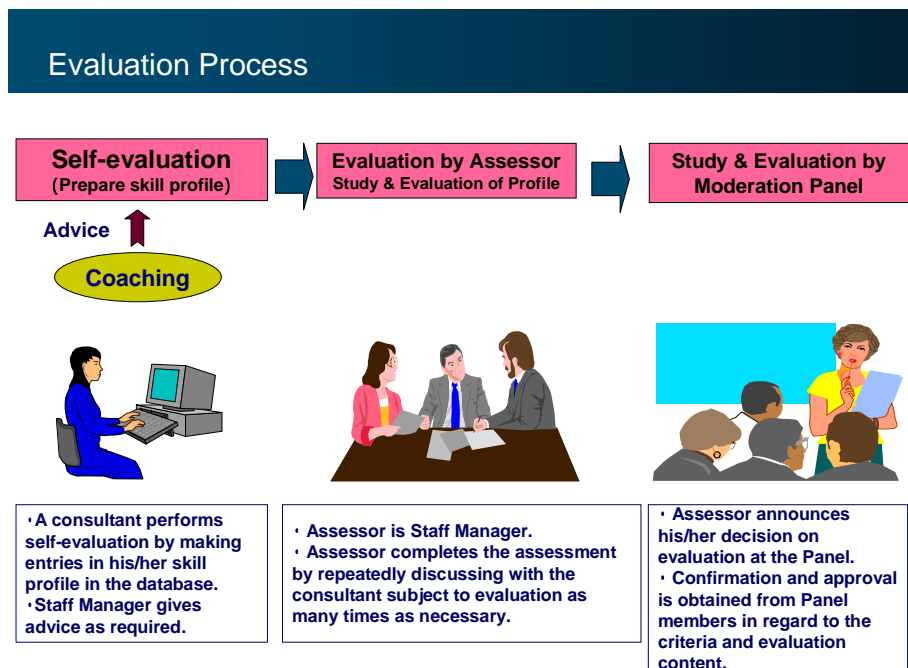 Evaluation Process
Self-evaluation
(Prepare skill profile)
Evaluation by Assessor
Study & Evaluation of Profile
Study & Evaluation by
Moderation Panel
Advice
Coaching
・A consultant performs
self-evaluation by making
entries in his/her skill
profile in the database.
・Staff Manager gives
advice as required.
・ Assessor is Staff Manager.
・ Assessor completes the assessment
by repeatedly discussing with the
consultant subject to evaluation as
many times as necessary.
・ Assessor announces
his/her decision on
evaluation at the Panel.
・ Confirmation and approval
is obtained from Panel
members in regard to the
criteria and evaluation
content.